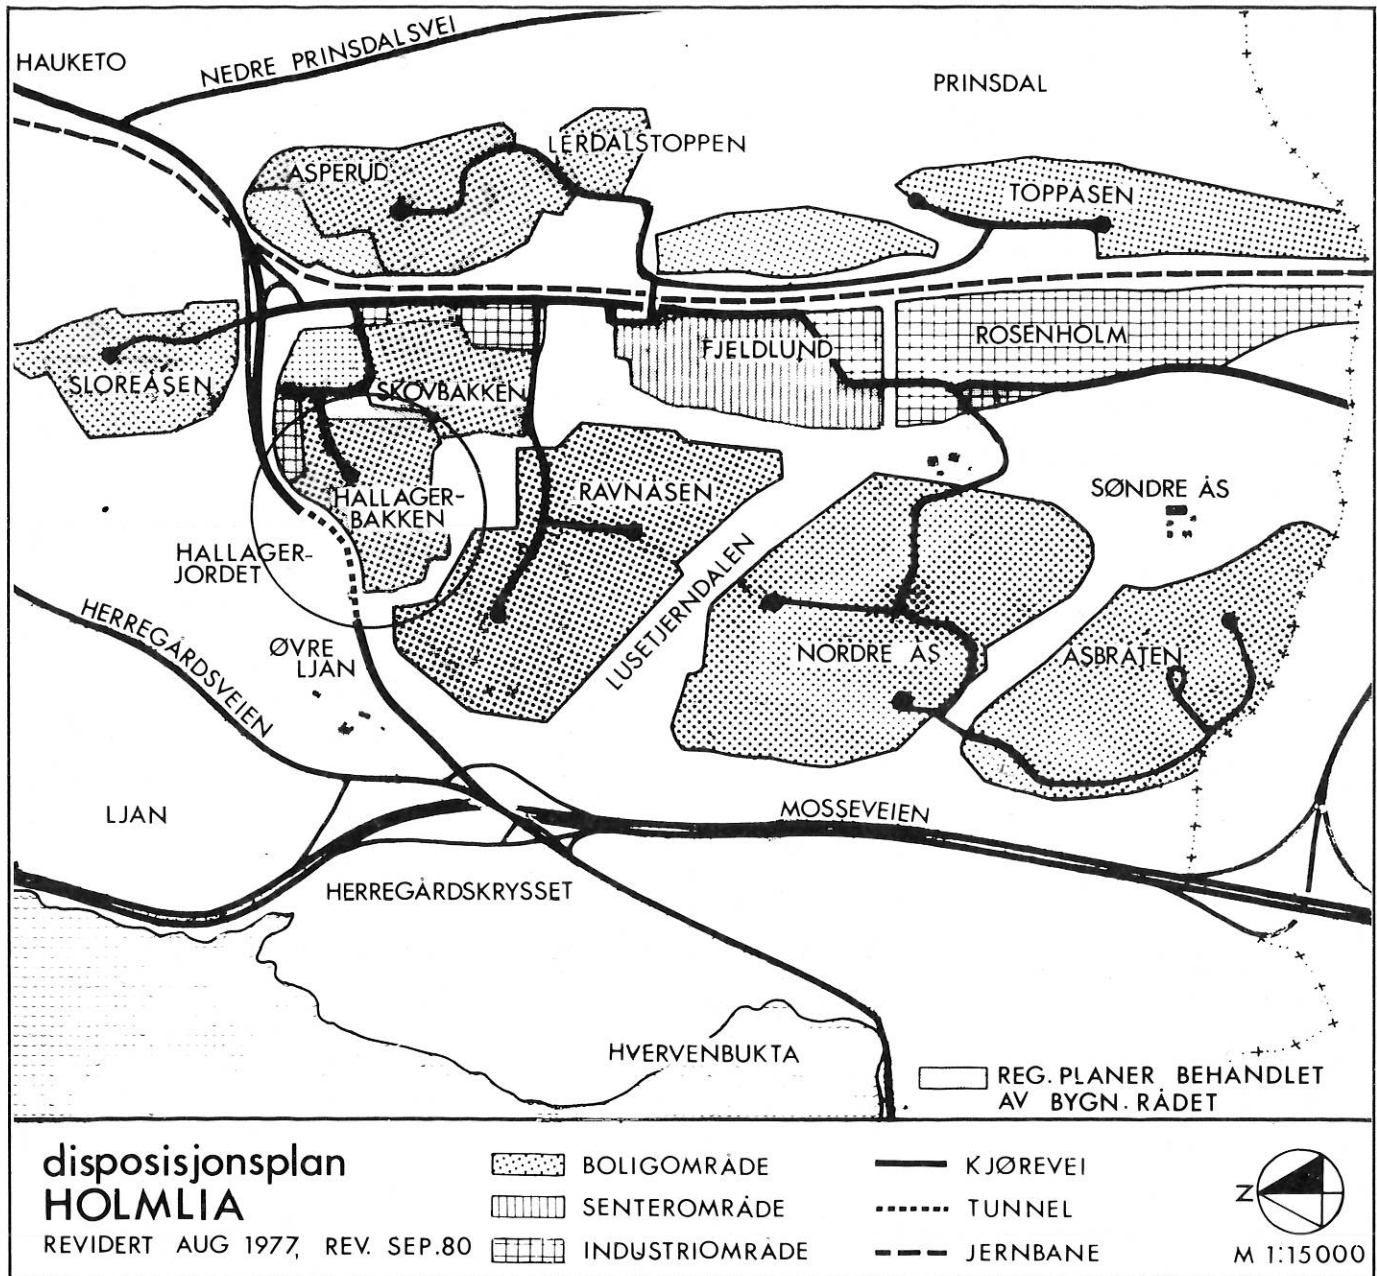 HAUKETO
NEDRE PRINSDALSVEI
PRINSDAL
LERDALSTOPPEN
ASPERUD
TOPPÅSEN
ROSENHOLM
FJELDLUND
SLOREÅSEN
SKOVBAKKEN
HALLAGER-
BAKKEN
RAVNÅSEN
SØNDRE ÅS
HALLAGER-
JORDET
LUSETJERNDALEN
HERREGÅRDSVEIEN
ØVRE
LJAN
NORDRE ÅS
ÅSBRÅTEN
LJAN
MOSSEVEIEN
HERREGÅRDSKRYSSET
HVERVENBUKTA
REG. PLANER BEHANDLET
AV BYGN. RÅDET
disposisjonsplan
HOLMLIA
REVIDERT AUG 1977, REV. SEP.80
BOLIGOMRÅDE
SENTEROMRÅDE
INDUSTRIOMRÅDE
KJØREVEI
TUNNEL
JERNBANE
N
M 1:15000